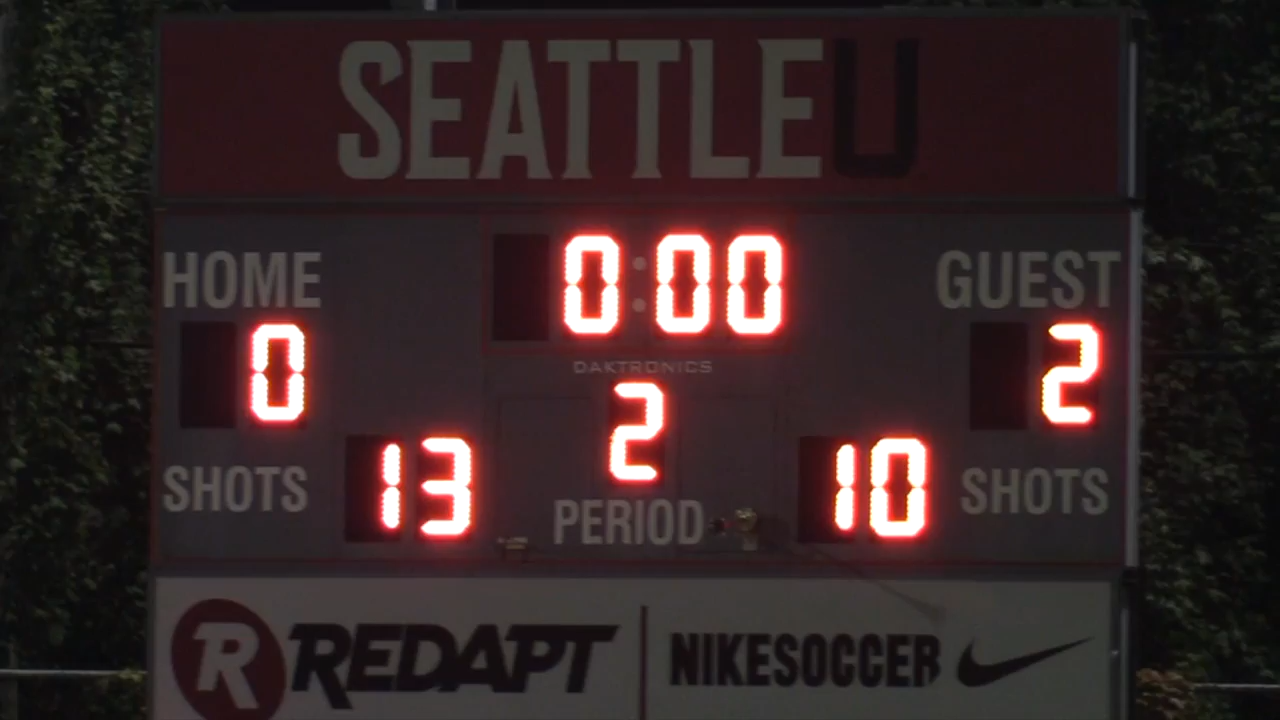 SEATTLEU
HOME 0:00 GUEST
0 DAKTRONICS 2
2
SHOTS 13 10 SHOTS
PERIOD
R REDAPT NIKESOCCER